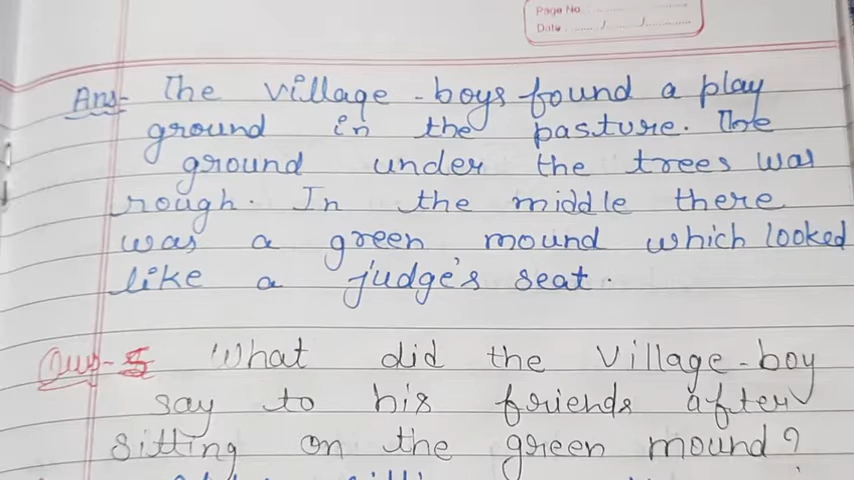 Page No. ..................
Date ......../......../............
Ans- The village-boys found a play
ground in the pasture. The
ground under the trees was
rough. In the middle there
was a green mound which looked
like a judge's seat.
Ques-5 What did the village-boy
say to his friends after
sitting on the green mound?